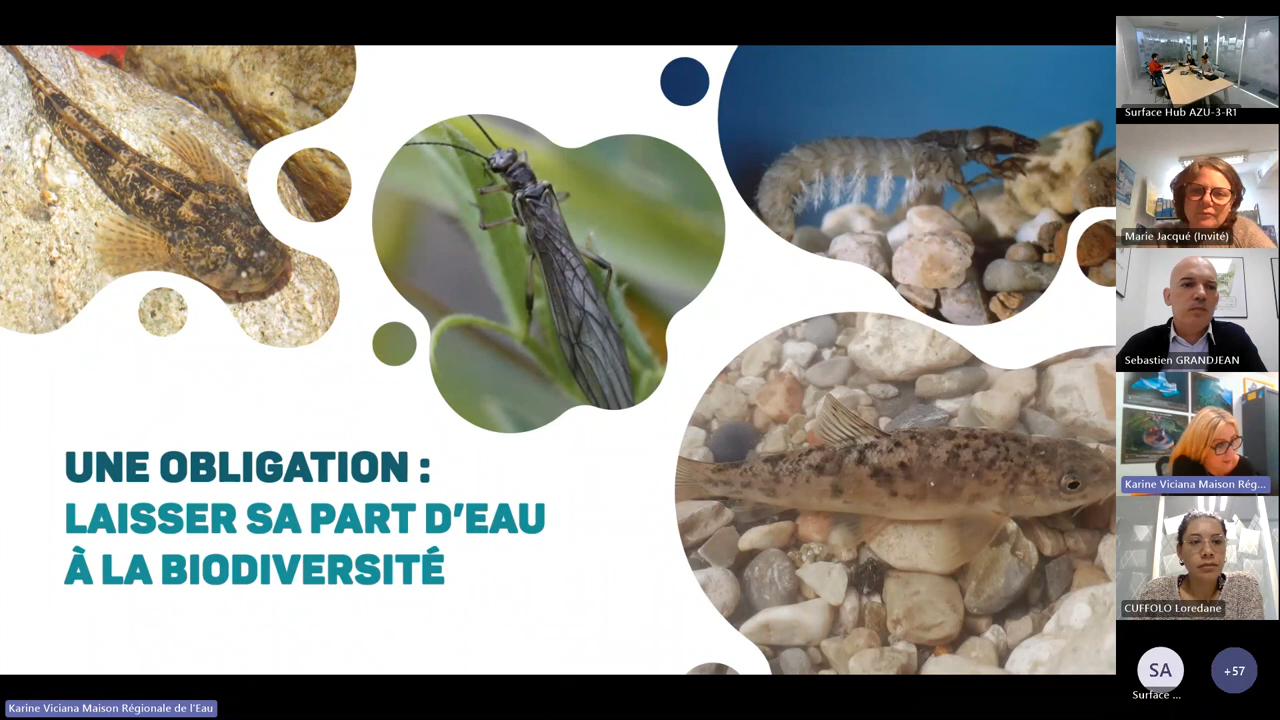 UNE OBLIGATION :
LAISSER SA PART D'EAU
À LA BIODIVERSITÉ
Karine Viciana Maison Régionale de l'Eau
Surface Hub AZU-3-R1
Marie Jacqué (Invité)
Sebastien GRANDJEAN
Karine Viciana Maison Rég...
CUFFOLO Loredane
SA
Surface ...
+57